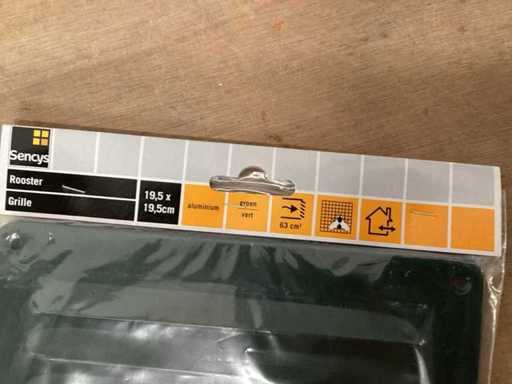 Sencys
Rooster
Grille
19,5 x
19,5cm
aluminium
groen
vert
63 cm²